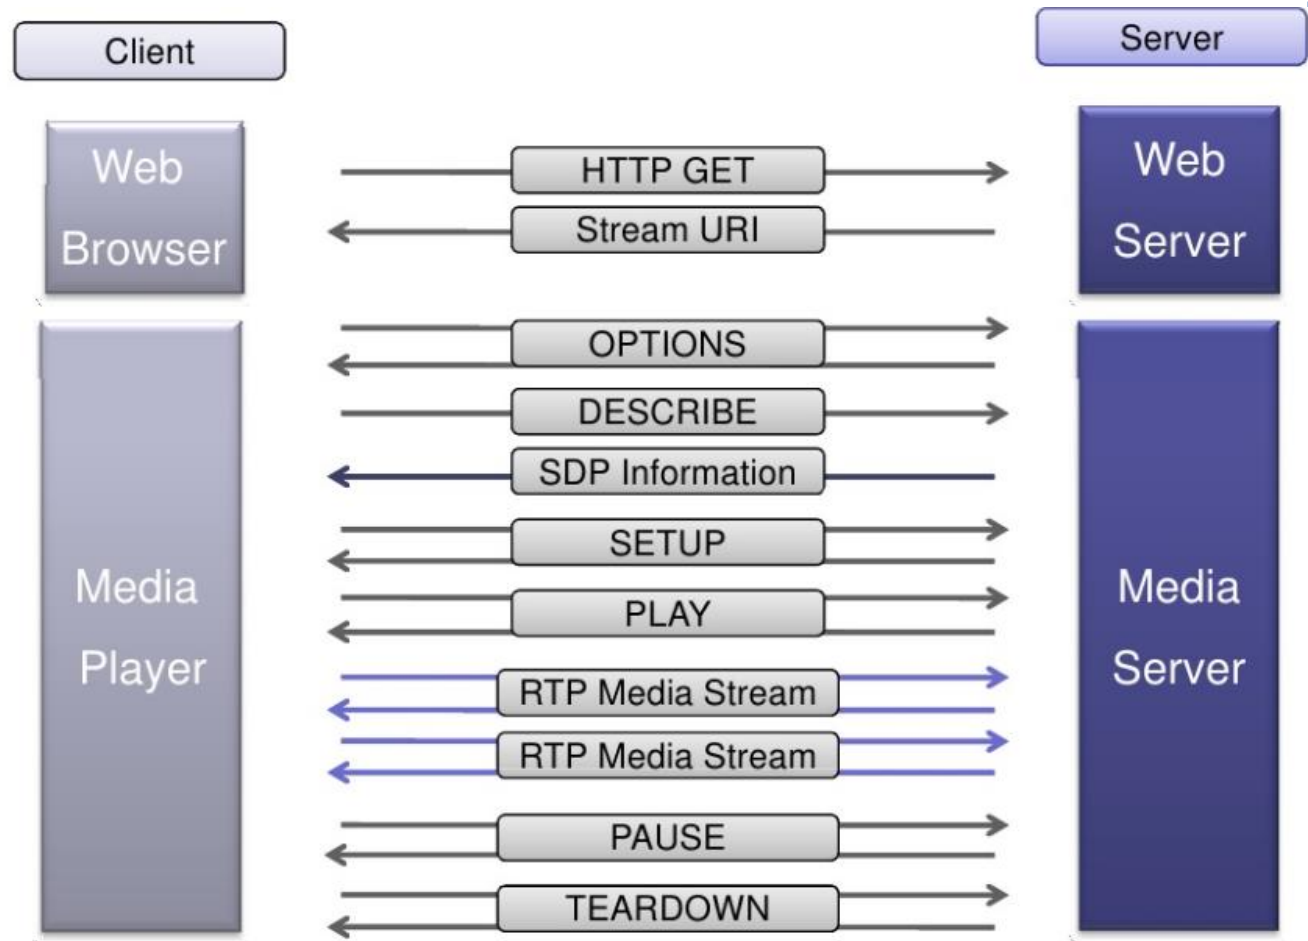 Client
Server
Web
Browser
HTTP GET
Stream URI
Web
Server
Media
Player
OPTIONS
DESCRIBE
SDP Information
SETUP
PLAY
RTP Media Stream
RTP Media Stream
PAUSE
TEARDOWN
Media
Server